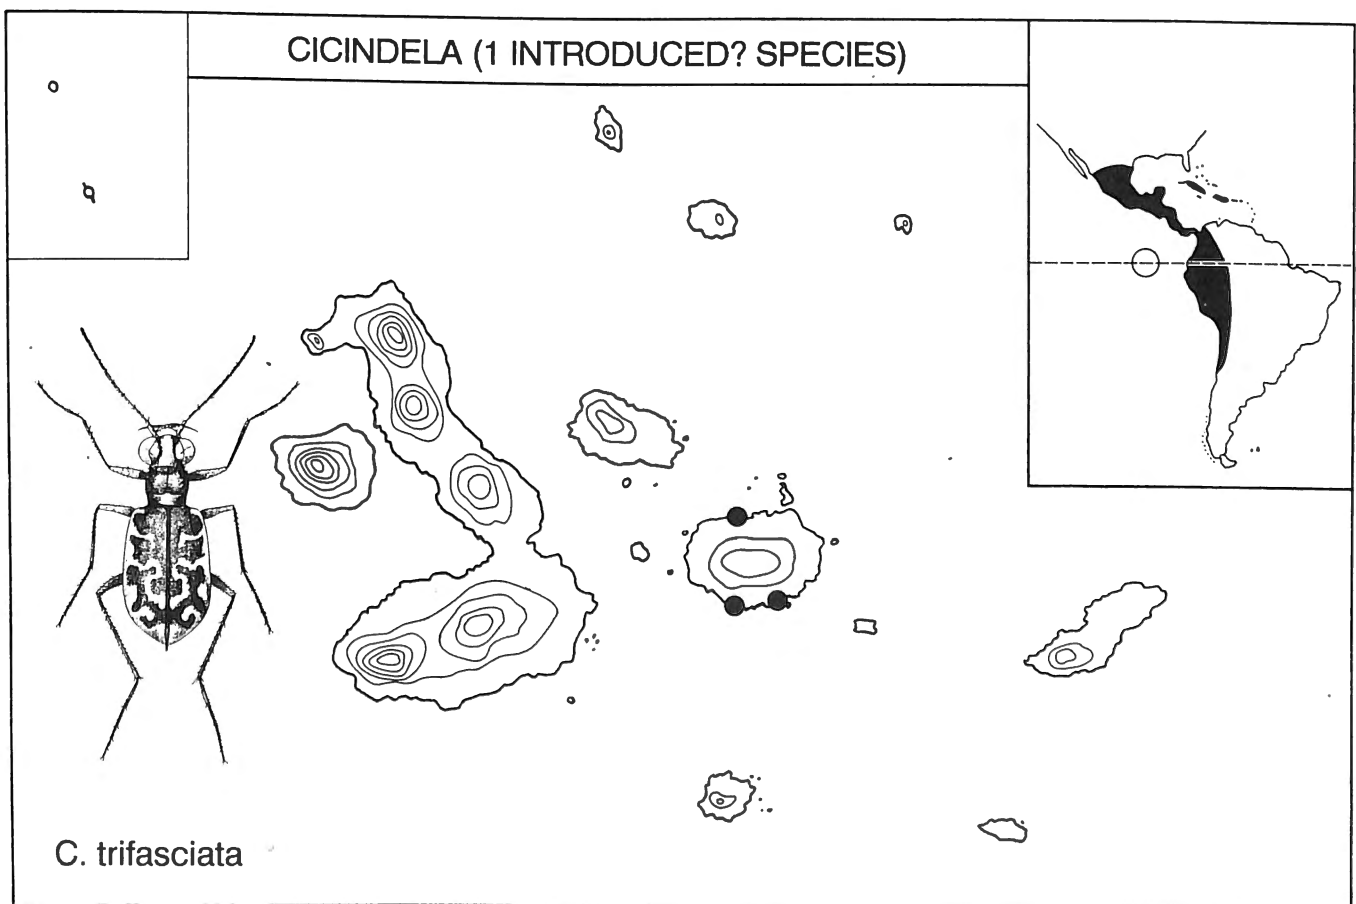 CICINDELA (1 INTRODUCED? SPECIES)
C. trifasciata